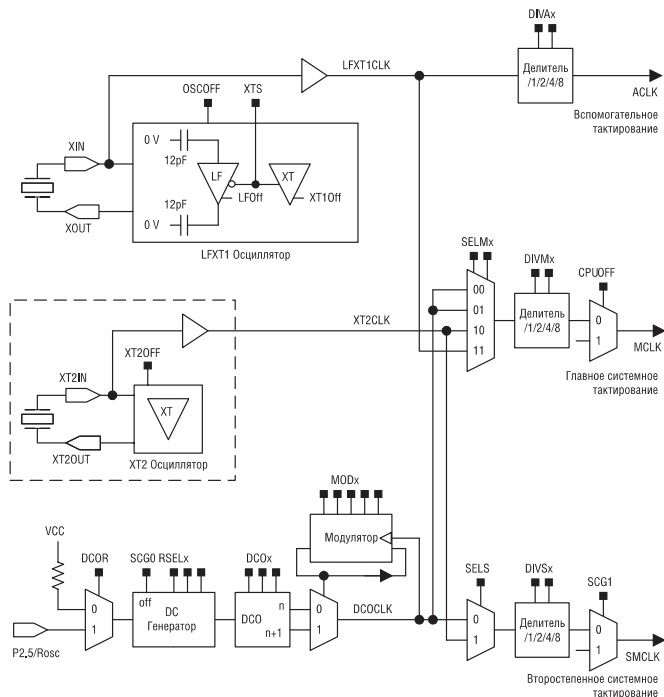 DIVAx
LFXT1CLK
Делитель
/1/2/4/8
ACLK
Вспомогательное
тактирование
OSCOFF
XTS
XIN
0 V
12pF
LF
XT
LFOff
XT1Off
12pF
0 V
XOUT
LFXT1 Осциллятор
SELMx
DIVMx
CPUOFF
00
01
10
11
Делитель
/1/2/4/8
0
1
MCLK
Главное системное
тактирование
XT2CLK
XT2OFF
XT2IN
XT
XT2OUT
XT2 Осциллятор
MODx
Модулятор
VCC
DCOR
SCG0 RSELx
DCOx
0
1
off
DC
Генератор
DCO
n
n+1
0
1
DCOCLK
P2.5/Rosc
SELS
DIVSx
SCG1
0
1
Делитель
/1/2/4/8
0
1
SMCLK
Второстепенное системное
тактирование